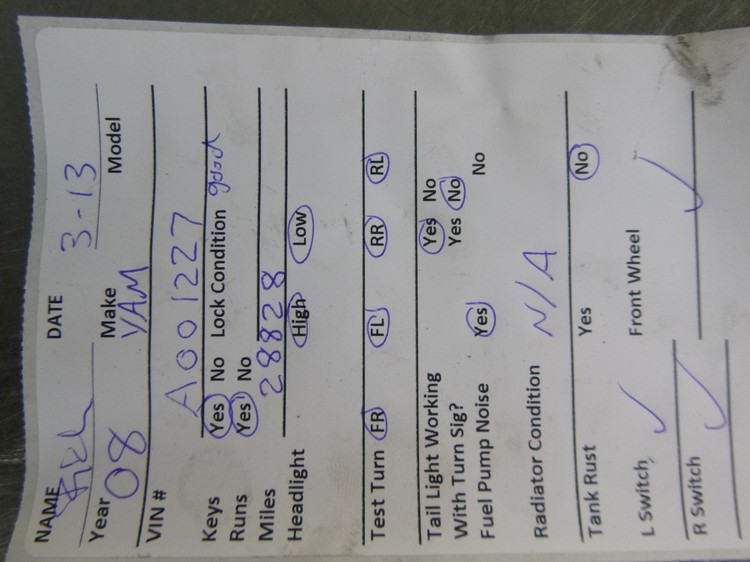 NAME Rich DATE 3-13
Year 08 Make YAM Model
VIN # A001227
Keys Yes No Lock Condition good
Runs Yes No
Miles 28828
Headlight High Low
Test Turn FR FL RR RL
Tail Light Working Yes No
With Turn Sig? Yes No
Fuel Pump Noise Yes No
Radiator Condition N/A
Tank Rust Yes No
L Switch Front Wheel
R Switch